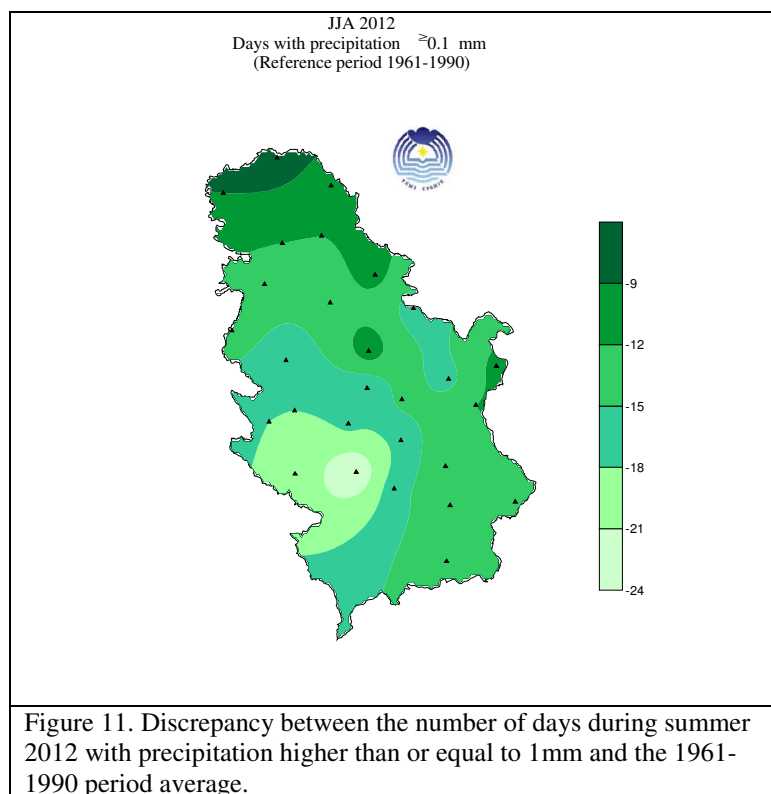 JJA 2012
Days with precipitation ≥0.1 mm
(Reference period 1961-1990)
-9
-12
-15
-18
-21
-24
Figure 11. Discrepancy between the number of days during summer
2012 with precipitation higher than or equal to 1mm and the 1961-
1990 period average.